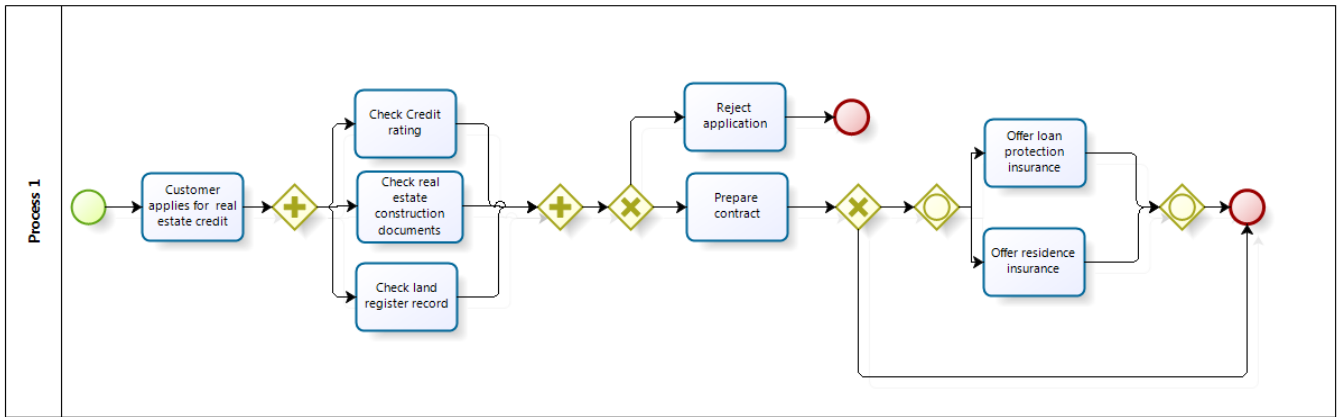 Process 1
Customer
applies for real
estate credit
Check Credit
rating
Check real
estate
construction
documents
Check land
register record
Reject
application
Prepare
contract
Offer loan
protection
insurance
Offer residence
insurance